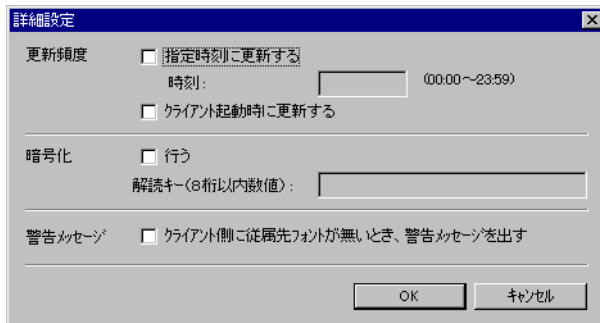 詳細設定
更新頻度 指定時刻に更新する
時刻: (00:00～23:59)
ｸﾗｲｱﾝﾄ起動時に更新する
暗号化 行う
解読キー(8桁以内数値):
警告ﾒｯｾｰｼﾞ ｸﾗｲｱﾝﾄ側に従属先ﾌｫﾝﾄが無いとき、警告ﾒｯｾｰｼﾞを出す
OK ｷｬﾝｾﾙ